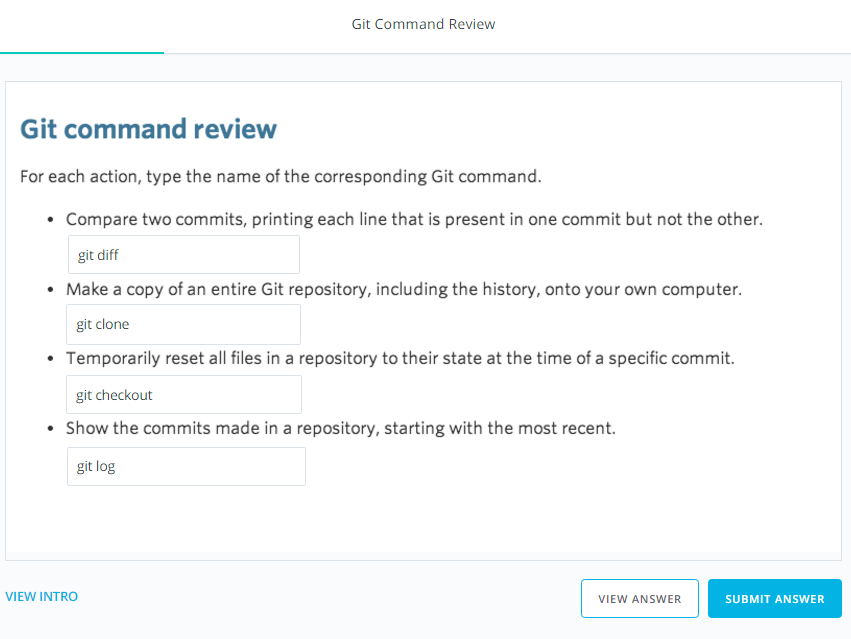 Git Command Review
Git command review
For each action, type the name of the corresponding Git command.
• Compare two commits, printing each line that is present in one commit but not the other.
git diff
• Make a copy of an entire Git repository, including the history, onto your own computer.
git clone
• Temporarily reset all files in a repository to their state at the time of a specific commit.
git checkout
• Show the commits made in a repository, starting with the most recent.
git log
VIEW INTRO VIEW ANSWER SUBMIT ANSWER